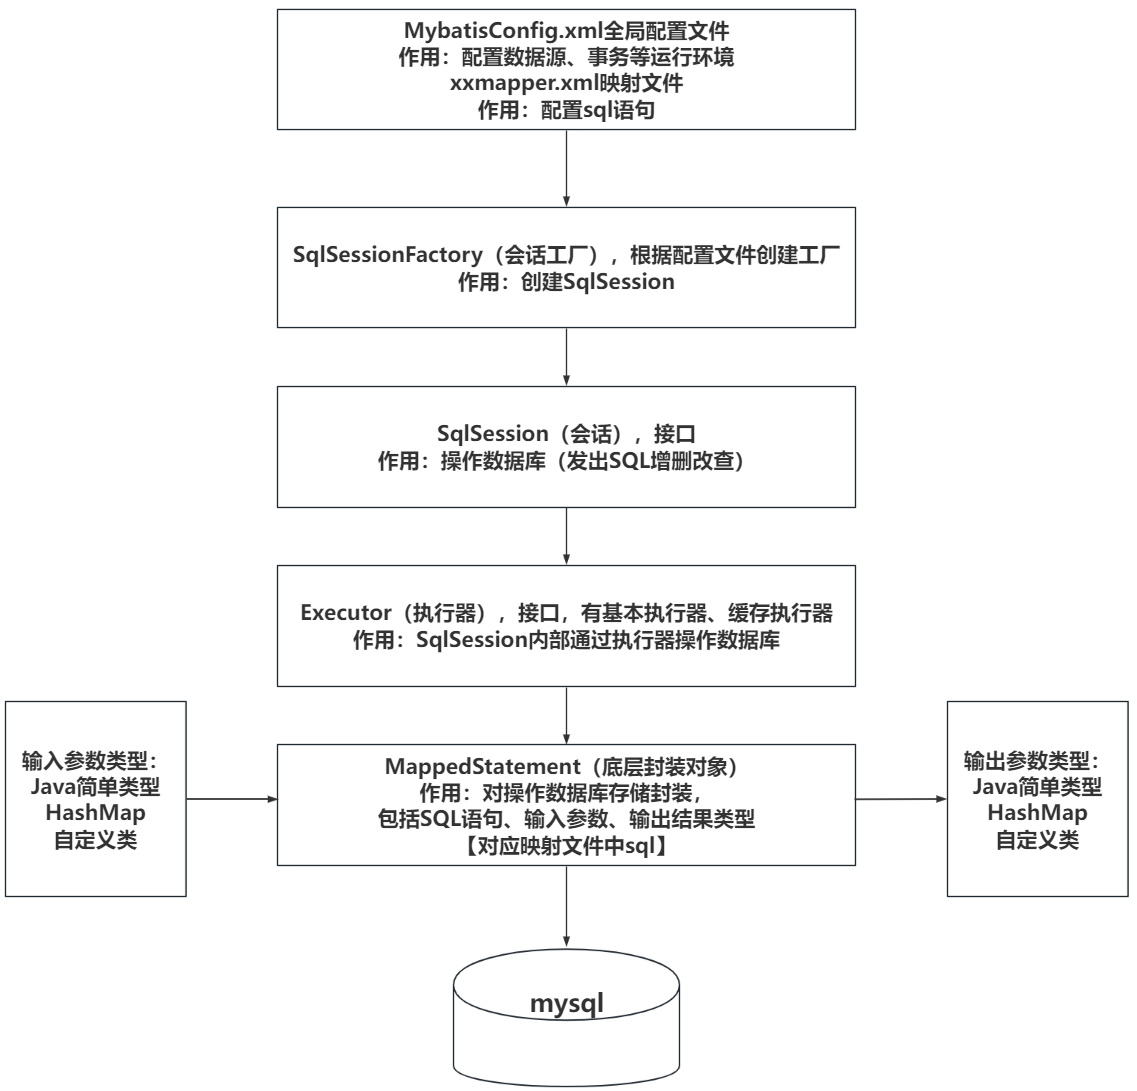 MybatisConfig.xml全局配置文件
作用：配置数据源、事务等运行环境
xxmapper.xml映射文件
作用：配置sql语句
SqlSessionFactory（会话工厂），根据配置文件创建工厂
作用：创建SqlSession
SqlSession（会话），接口
作用：操作数据库（发出SQL增删改查）
Executor（执行器），接口，有基本执行器、缓存执行器
作用：SqlSession内部通过执行器操作数据库
输入参数类型：
Java简单类型
HashMap
自定义类
MappedStatement（底层封装对象）
作用：对操作数据库存储封装，
包括SQL语句、输入参数、输出结果类型
【对应映射文件中sql】
输出参数类型：
Java简单类型
HashMap
自定义类
mysql